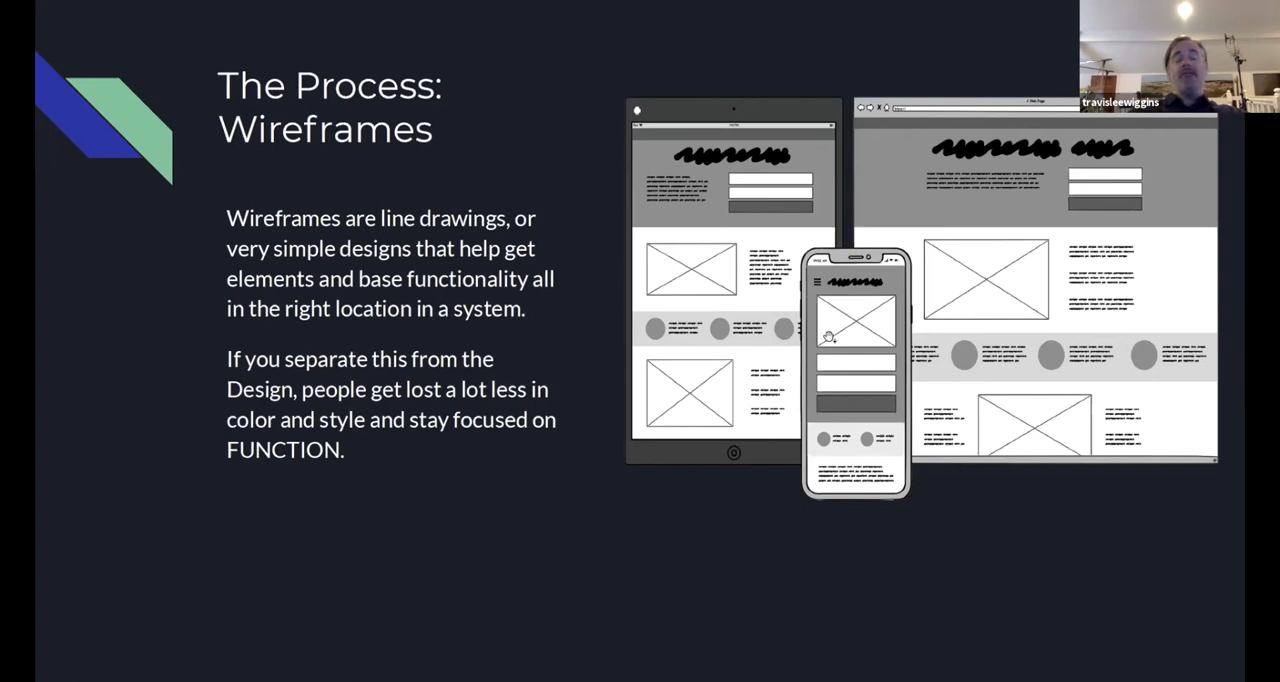 The Process:
Wireframes
travisleewiggins
Wireframes are line drawings, or
very simple designs that help get
elements and base functionality all
in the right location in a system.
If you separate this from the
Design, people get lost a lot less in
color and style and stay focused on
FUNCTION.